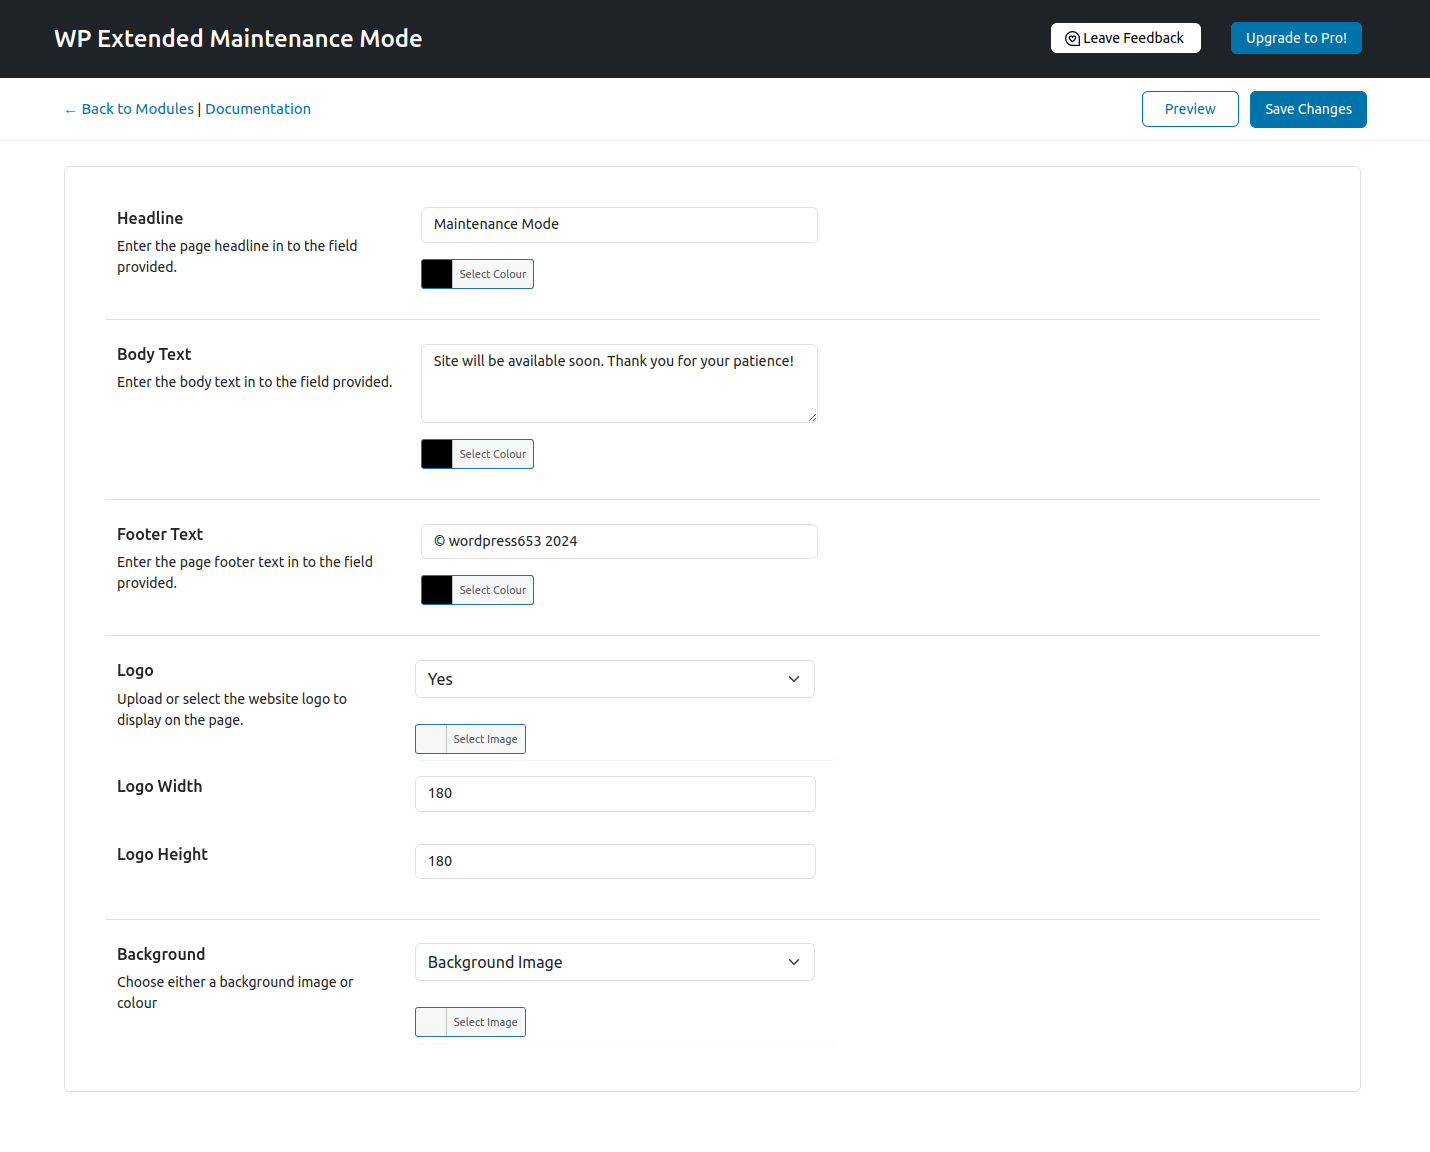 WP Extended Maintenance Mode
Leave Feedback
Upgrade to Pro!
← Back to Modules | Documentation
Preview
Save Changes
Headline
Enter the page headline in to the field
provided.
Maintenance Mode
Select Colour
Body Text
Enter the body text in to the field provided.
Site will be available soon. Thank you for your patience!
Select Colour
Footer Text
Enter the page footer text in to the field
provided.
© wordpress653 2024
Select Colour
Logo
Upload or select the website logo to
display on the page.
Yes
Select Image
Logo Width
180
Logo Height
180
Background
Choose either a background image or
colour
Background Image
Select Image